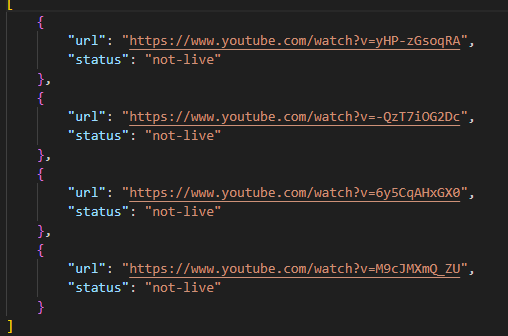 [
{
"url": "https://www.youtube.com/watch?v=yHP-zGsoqRA",
"status": "not-live"
},
{
"url": "https://www.youtube.com/watch?v=-QzT7iOG2Dc",
"status": "not-live"
},
{
"url": "https://www.youtube.com/watch?v=6y5CqAHxGX0",
"status": "not-live"
},
{
"url": "https://www.youtube.com/watch?v=M9cJMXmQ_ZU",
"status": "not-live"
}
]